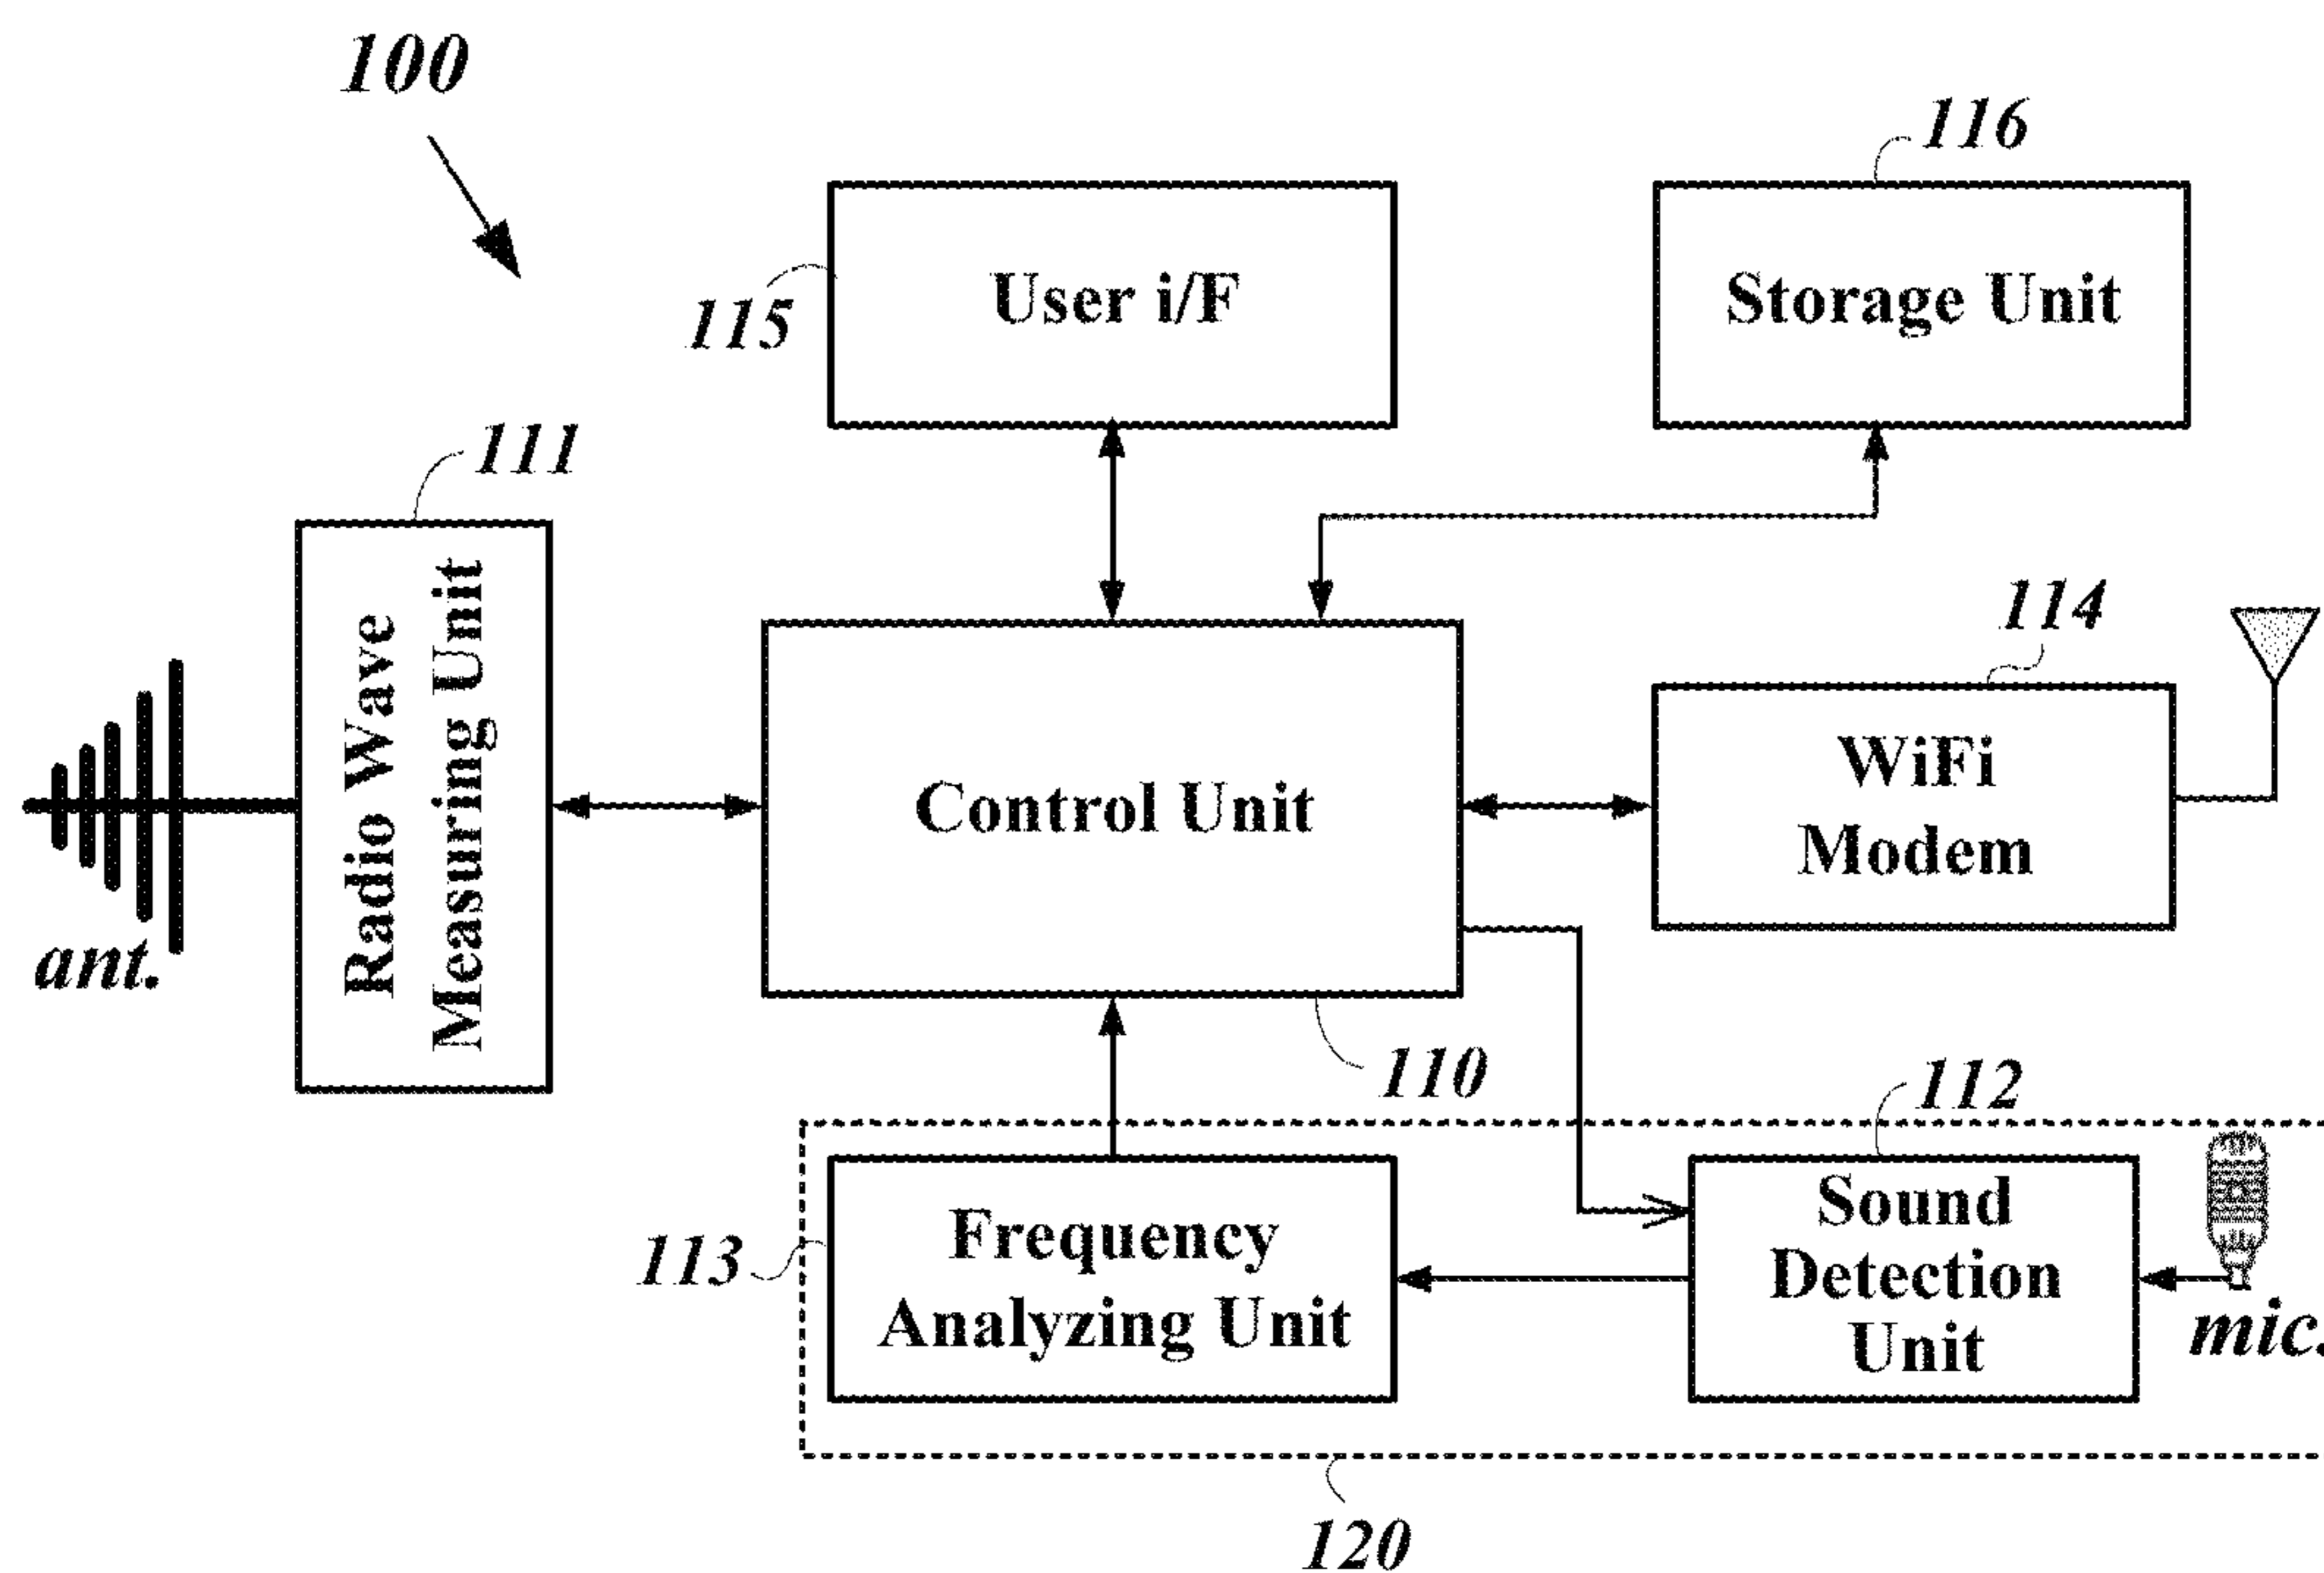 100
116
User i/F
Storage Unit
115
111
Radio Wave
Measuring Unit
114
Control Unit
WiFi
Modem
ant.
110
112
Frequency
Analyzing Unit
113
Sound
Detection
Unit
mic.
120